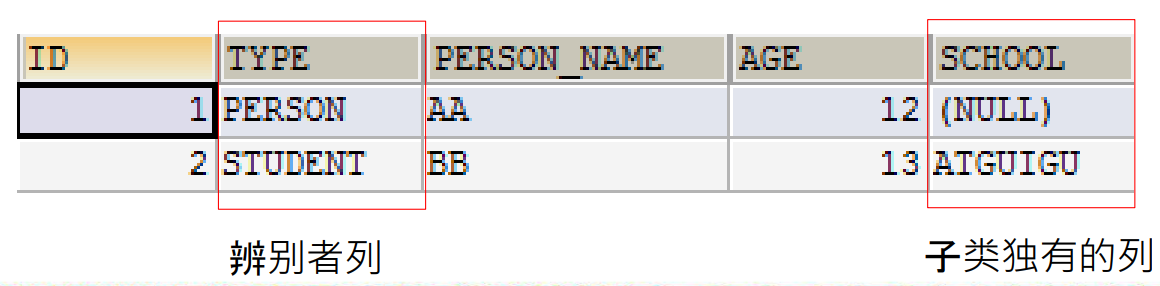 ID TYPE PERSON_NAME AGE SCHOOL
1 PERSON AA 12 (NULL)
2 STUDENT BB 13 ATGUIGU
辨别者列 子类独有的列